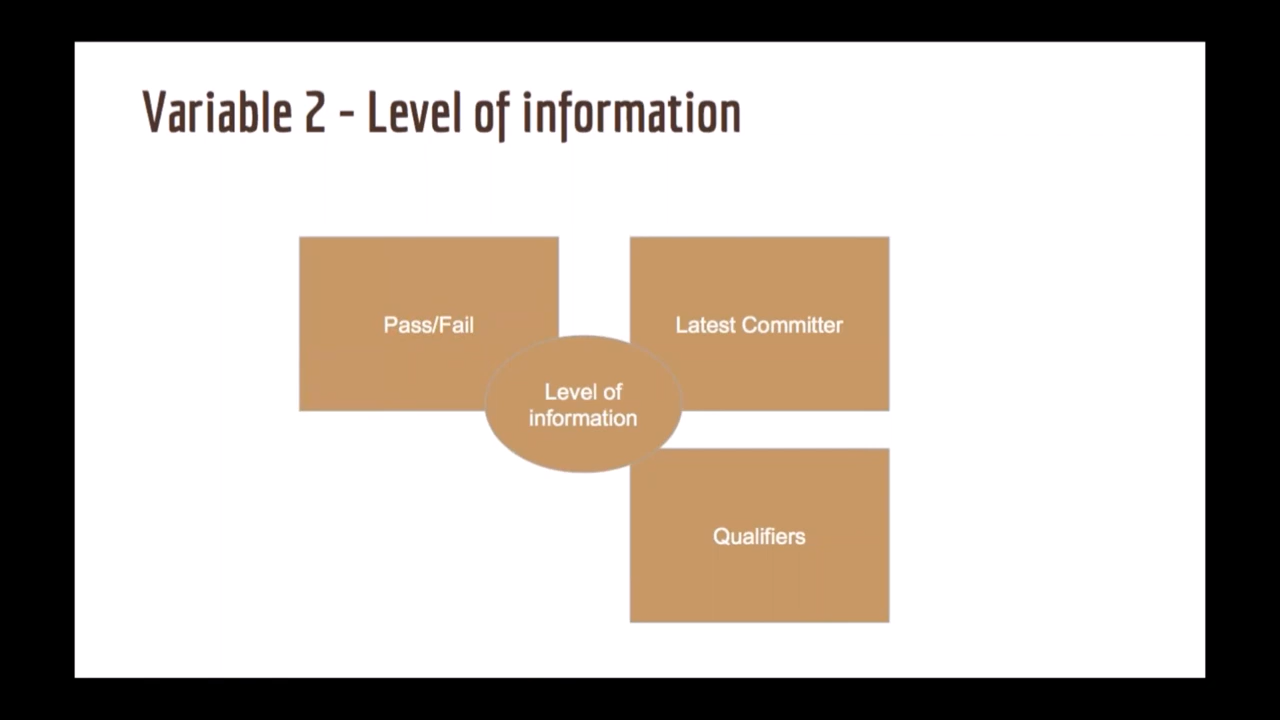 Variable 2 - Level of information
Pass/Fail
Latest Committer
Level of
information
Qualifiers